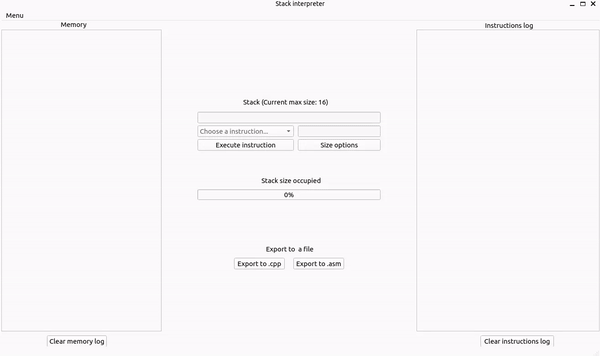 Stack interpreter
Menu
Memory
Instructions log
Stack (Current max size: 16)
Choose a instruction...
Execute instruction
Size options
Stack size occupied
0%
Export to a file
Export to .cpp
Export to .asm
Clear memory log
Clear instructions log